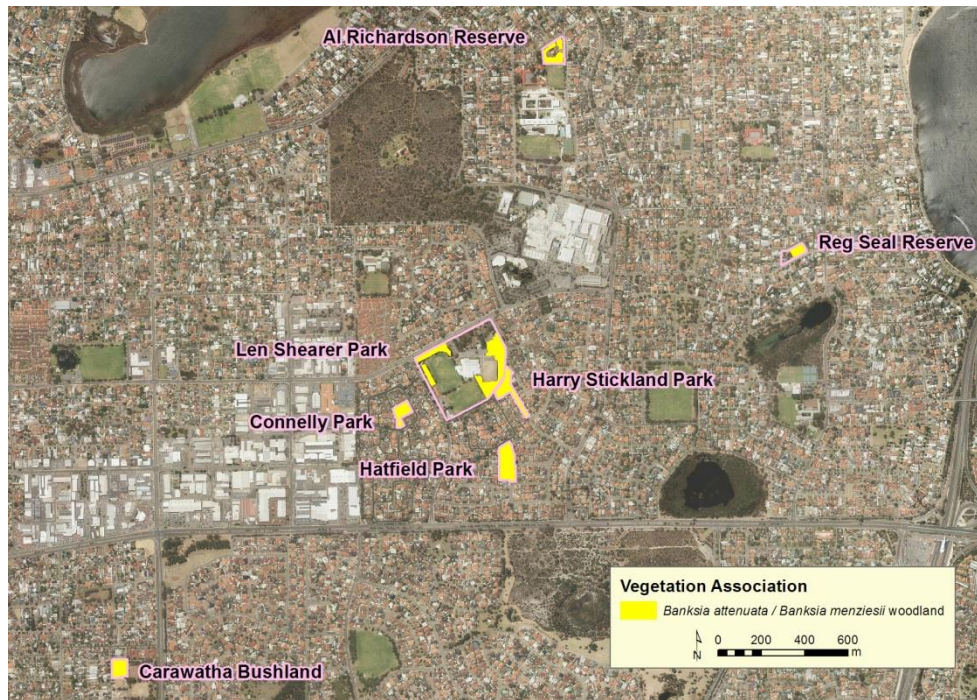 Al Richardson Reserve
Reg Seal Reserve
Len Shearer Park
Harry Stickland Park
Connelly Park
Hatfield Park
Carawatha Bushland
Vegetation Association
Banksia attenuata / Banksia menziesii woodland
N
0 200 400 600
m